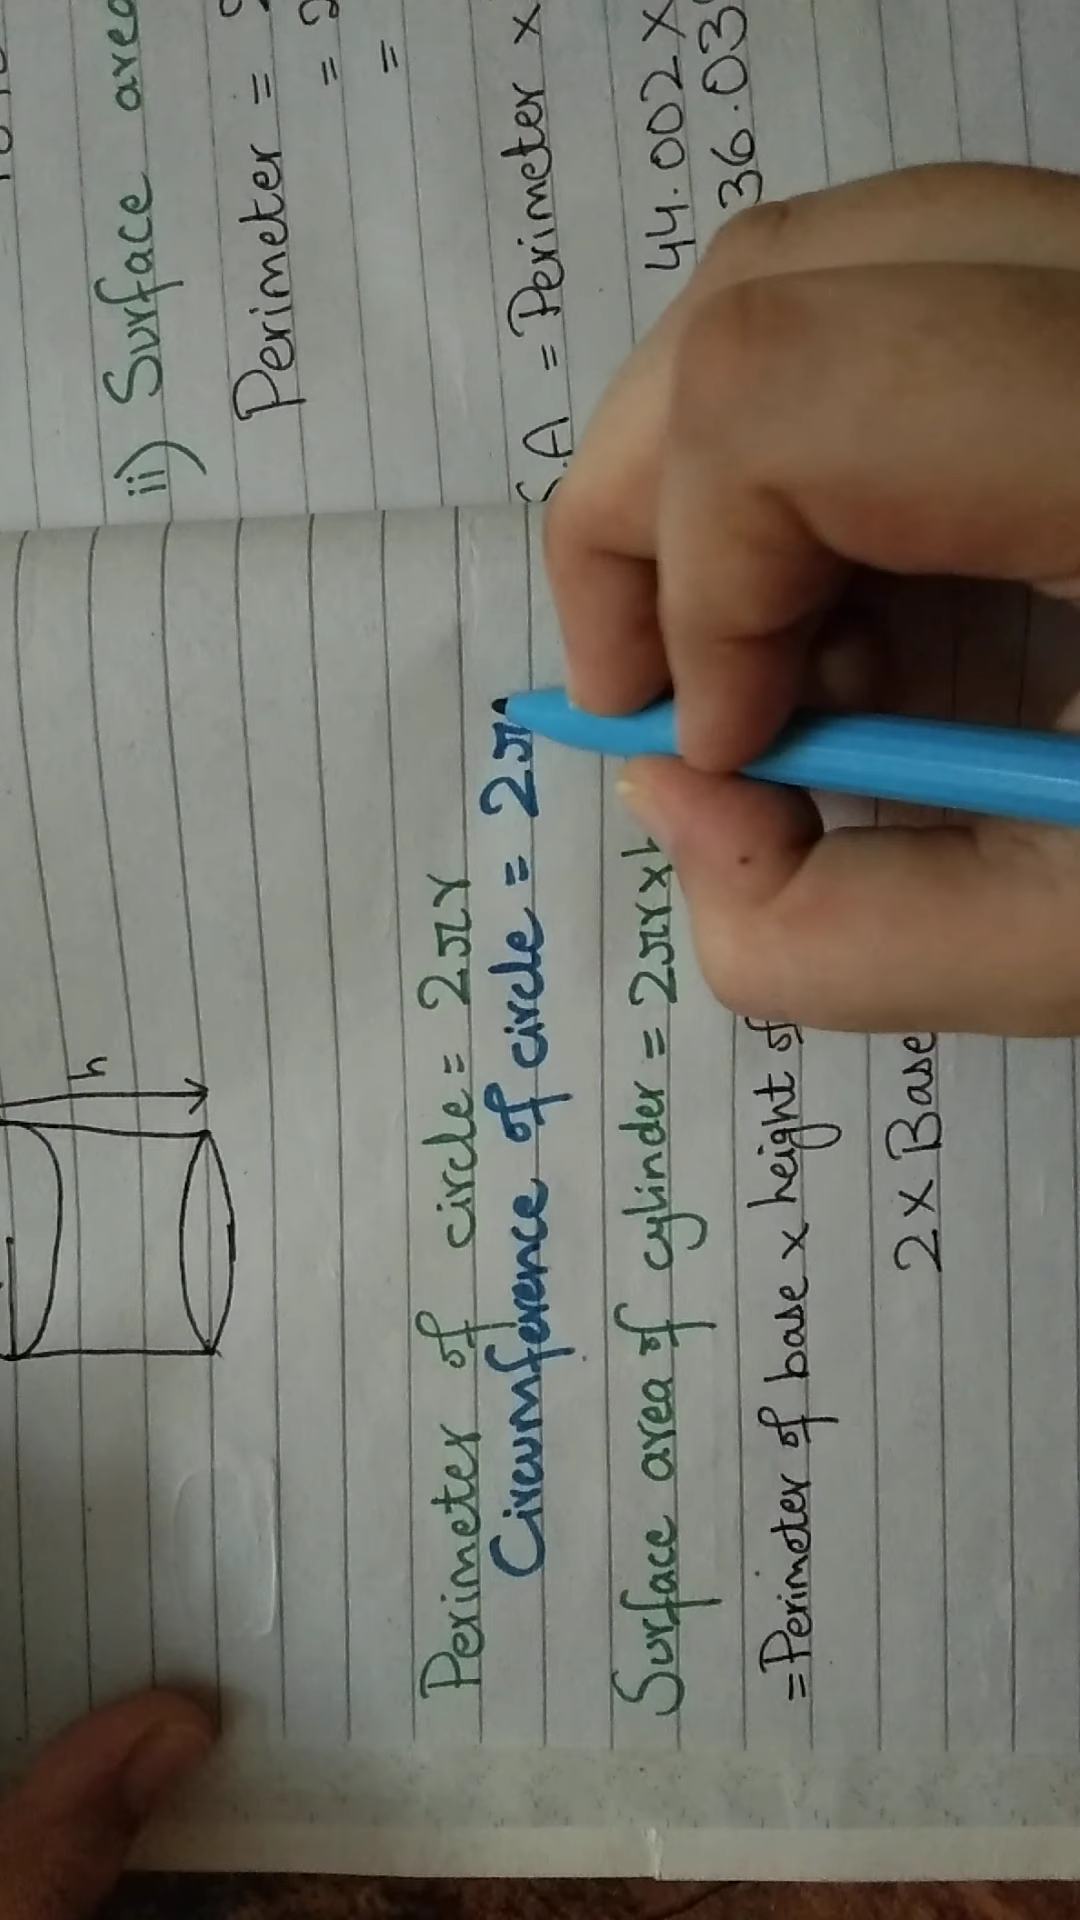 h
Perimeter of circle = 2πr
Circumference of circle = 2π
Surface area of cylinder = 2πr×
= Perimeter of base × height of
2 × Base
ii) Surface area
Perimeter =
=
=
S.A = Perimeter ×
44.002 ×
36.03